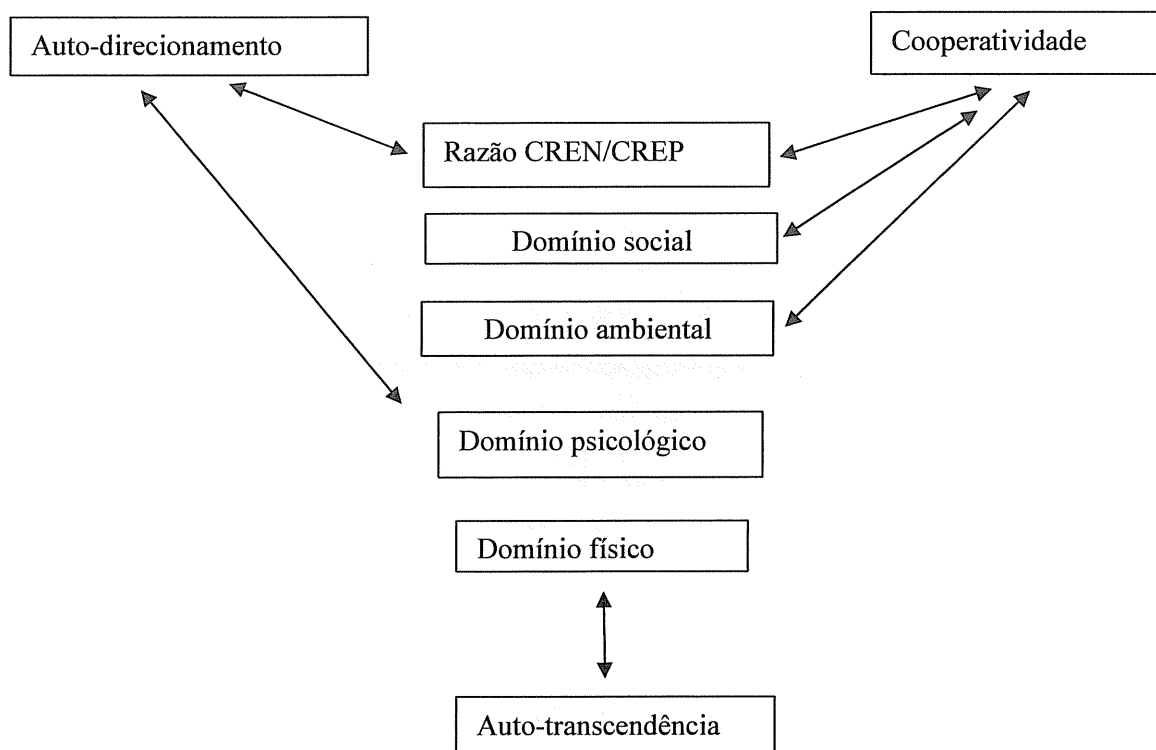 Auto-direcionamento
Cooperatividade
Razão CREN/CREP
Domínio social
Domínio ambiental
Domínio psicológico
Domínio físico
Auto-transcendência